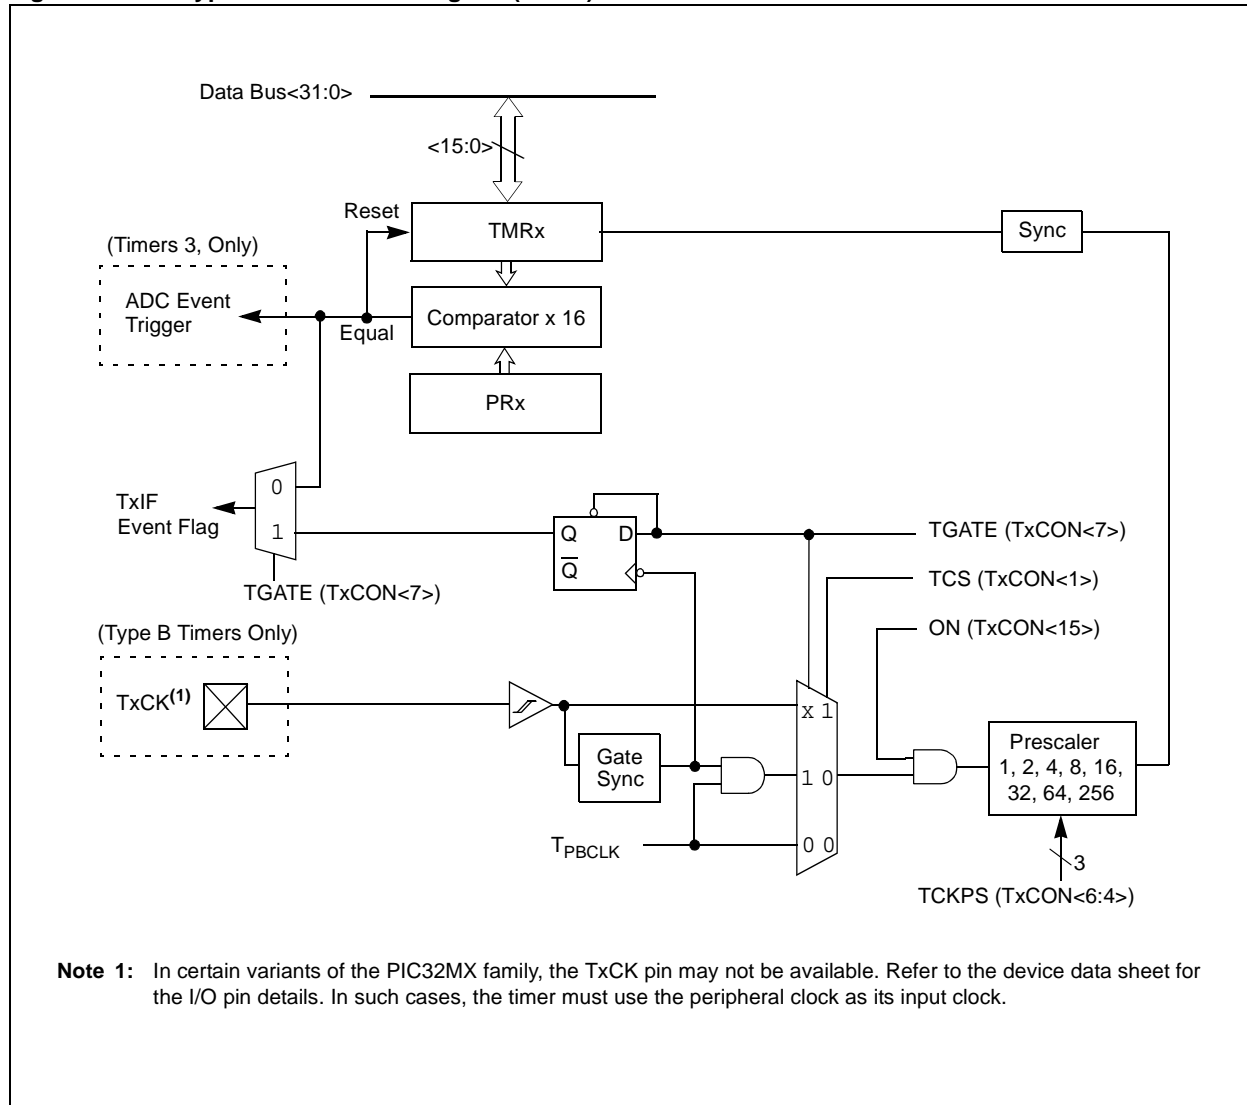 Data Bus<31:0>
<15:0>
Reset
TMRx
Sync
(Timers 3, Only)
ADC Event
Trigger
Equal
Comparator x 16
PRx
0
TxIF
Event Flag
1
Q
D
Q
TGATE (TxCON<7>)
TGATE (TxCON<7>)
TCS (TxCON<1>)
ON (TxCON<15>)
(Type B Timers Only)
TxCK(1)
x 1
Gate
Sync
1 0
Prescaler
1, 2, 4, 8, 16,
32, 64, 256
TPBCLK
0 0
3
TCKPS (TxCON<6:4>)
Note 1: In certain variants of the PIC32MX family, the TxCK pin may not be available. Refer to the device data sheet for
the I/O pin details. In such cases, the timer must use the peripheral clock as its input clock.